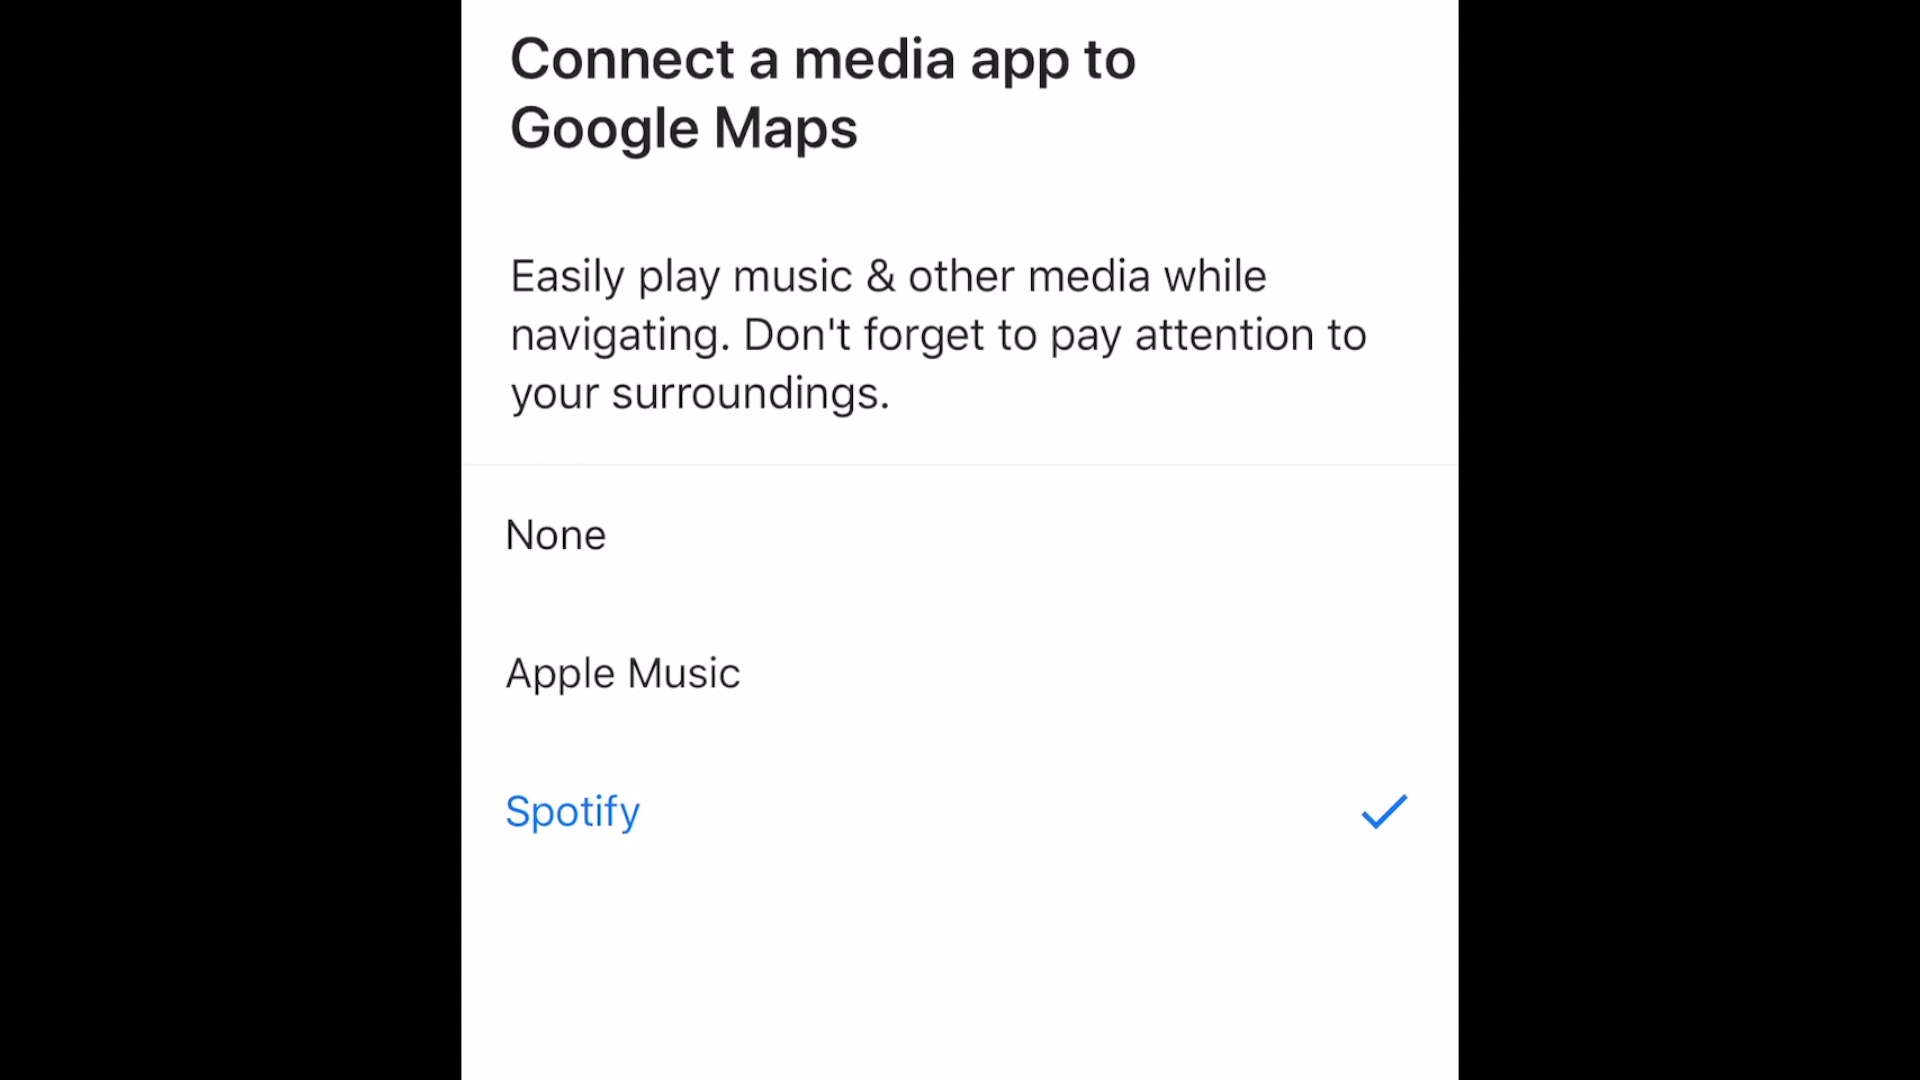 Connect a media app to
Google Maps
Easily play music & other media while
navigating. Don't forget to pay attention to
your surroundings.
None
Apple Music
Spotify